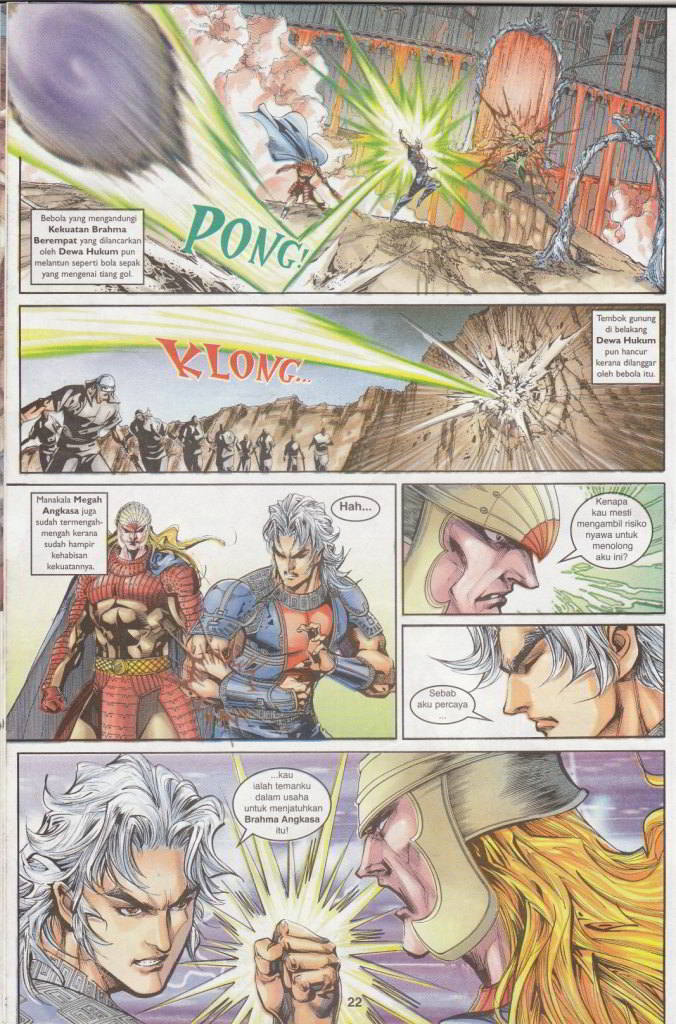 Bebola yang mengandungi
Kekuatan Brahma
Berempat yang dilancarkan
oleh Dewa Hukum pun
melantun seperti bola sepak
yang mengenai tiang gol.
PONG!
Tembok gunung
di belakang
Dewa Hukum
pun hancur
kerana dilanggar
oleh bebola itu.
KLONG...
Manakala Megah
Angkasa juga
sudah termengah-
mengah kerana
sudah hampir
kehabisan
kekuatannya.
Hah...
Kenapa
kau mesti
mengambil risiko
nyawa untuk
menolong
aku ini?
Sebab
aku percaya
...
...kau
ialah temanku
dalam usaha
untuk menjatuhkan
Brahma Angkasa
itu!
22